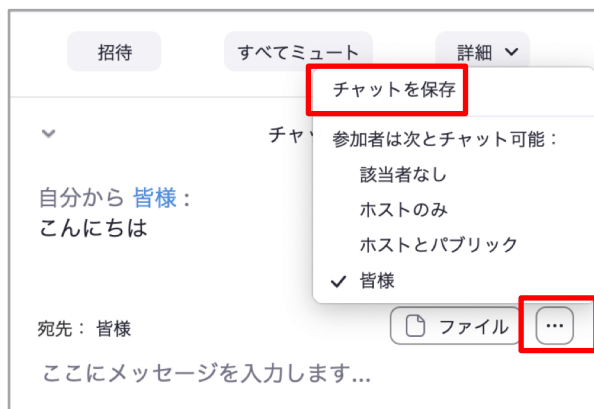 招待
すべてミュート
詳細
チャットを保存
チャッ
参加者は次とチャット可能：
該当者なし
ホストのみ
ホストとパブリック
皆様
自分から 皆様：
こんにちは
宛先： 皆様
ファイル
...
ここにメッセージを入力します...